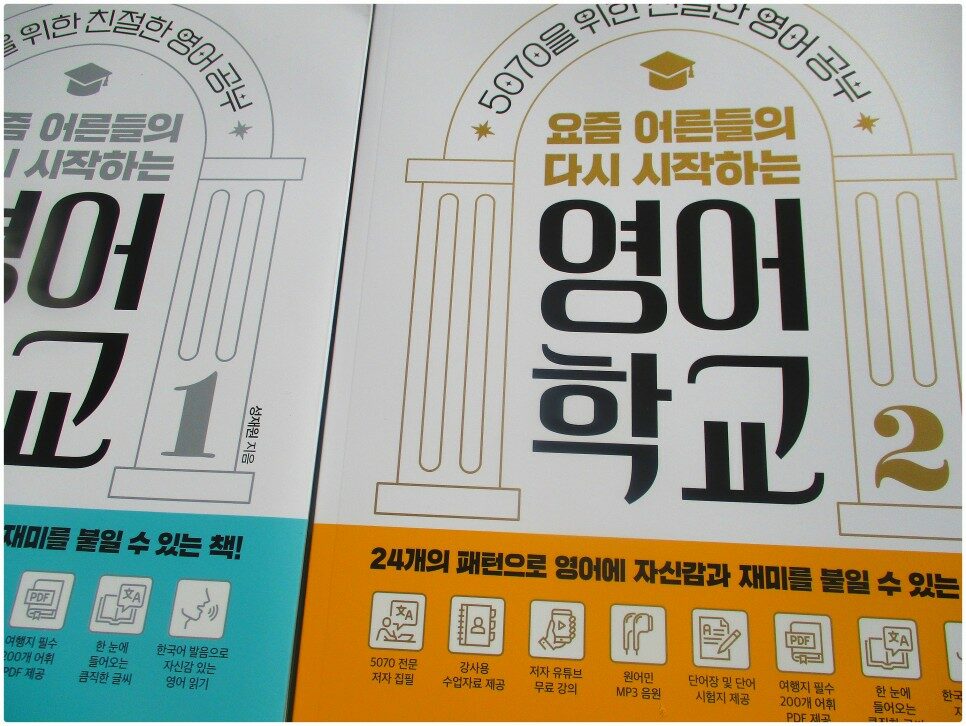 위한 친절한 영어 공부
즘 어른들의
시작하는
영어
교
1
성재원 지음
재미를 붙일 수 있는 책!
PDF
여행지 필수
200개 어휘
PDF 제공
A
한 눈에
들어오는
큼직한 글씨
한국어 발음으로
자신감 있는
영어 읽기
5070을 위한 친절한 영어 공부
요즘 어른들의
다시 시작하는
영어
학교
2
24개의 패턴으로 영어에 자신감과 재미를 붙일 수 있는
A
5070 전문
저자 집필
강사용
수업자료 제공
저자 유튜브
무료 강의
원어민
MP3 음원
A
단어장 및 단어
시험지 제공
PDF
여행지 필수
200개 어휘
PDF 제공
A
한 눈에
들어오는